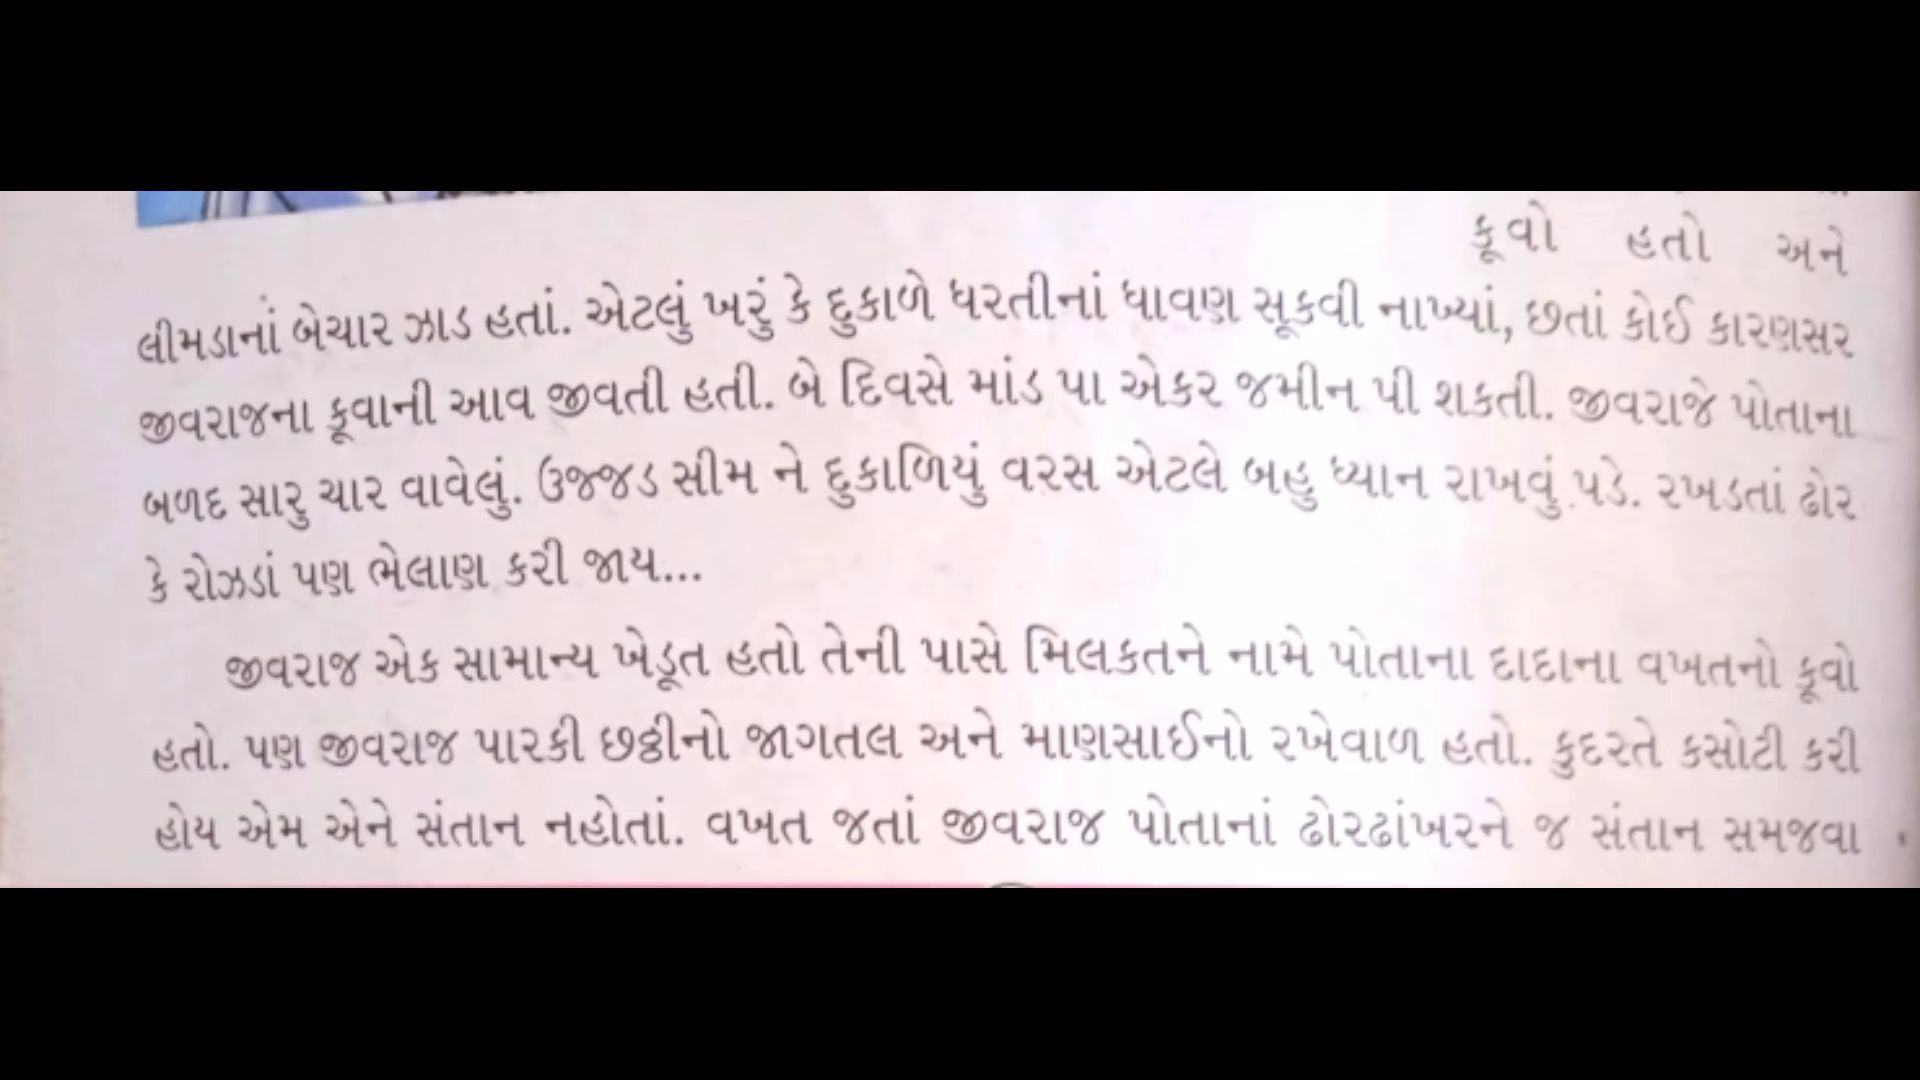 કૂવો હતો અને
લીમડાનાં બેચાર ઝાડ હતાં. એટલું ખરું કે દુકાળે ધરતીનાં ધાવણ સૂકવી નાખ્યાં, છતાં કોઈ કારણસર
જીવરાજના કૂવાની આવ જીવતી હતી. બે દિવસે માંડ પા એકર જમીન પી શકતી. જીવરાજે પોતાના
બળદ સારુ ચાર વાવેલું. ઉજ્જડ સીમ ને દુકાળિયું વરસ એટલે બહુ ધ્યાન રાખવું પડે. રખડતાં ઢોર
કે રોઝડાં પણ ભેલાણ કરી જાય...
જીવરાજ એક સામાન્ય ખેડૂત હતો તેની પાસે મિલકતને નામે પોતાના દાદાના વખતનો કૂવો
હતો. પણ જીવરાજ પારકી છઠ્ઠીનો જાગતલ અને માણસાઈનો રખેવાળ હતો. કુદરતે કસોટી કરી
હોય એમ એને સંતાન નહોતાં. વખત જતાં જીવરાજ પોતાનાં ઢોરઢાંખરને જ સંતાન સમજવા